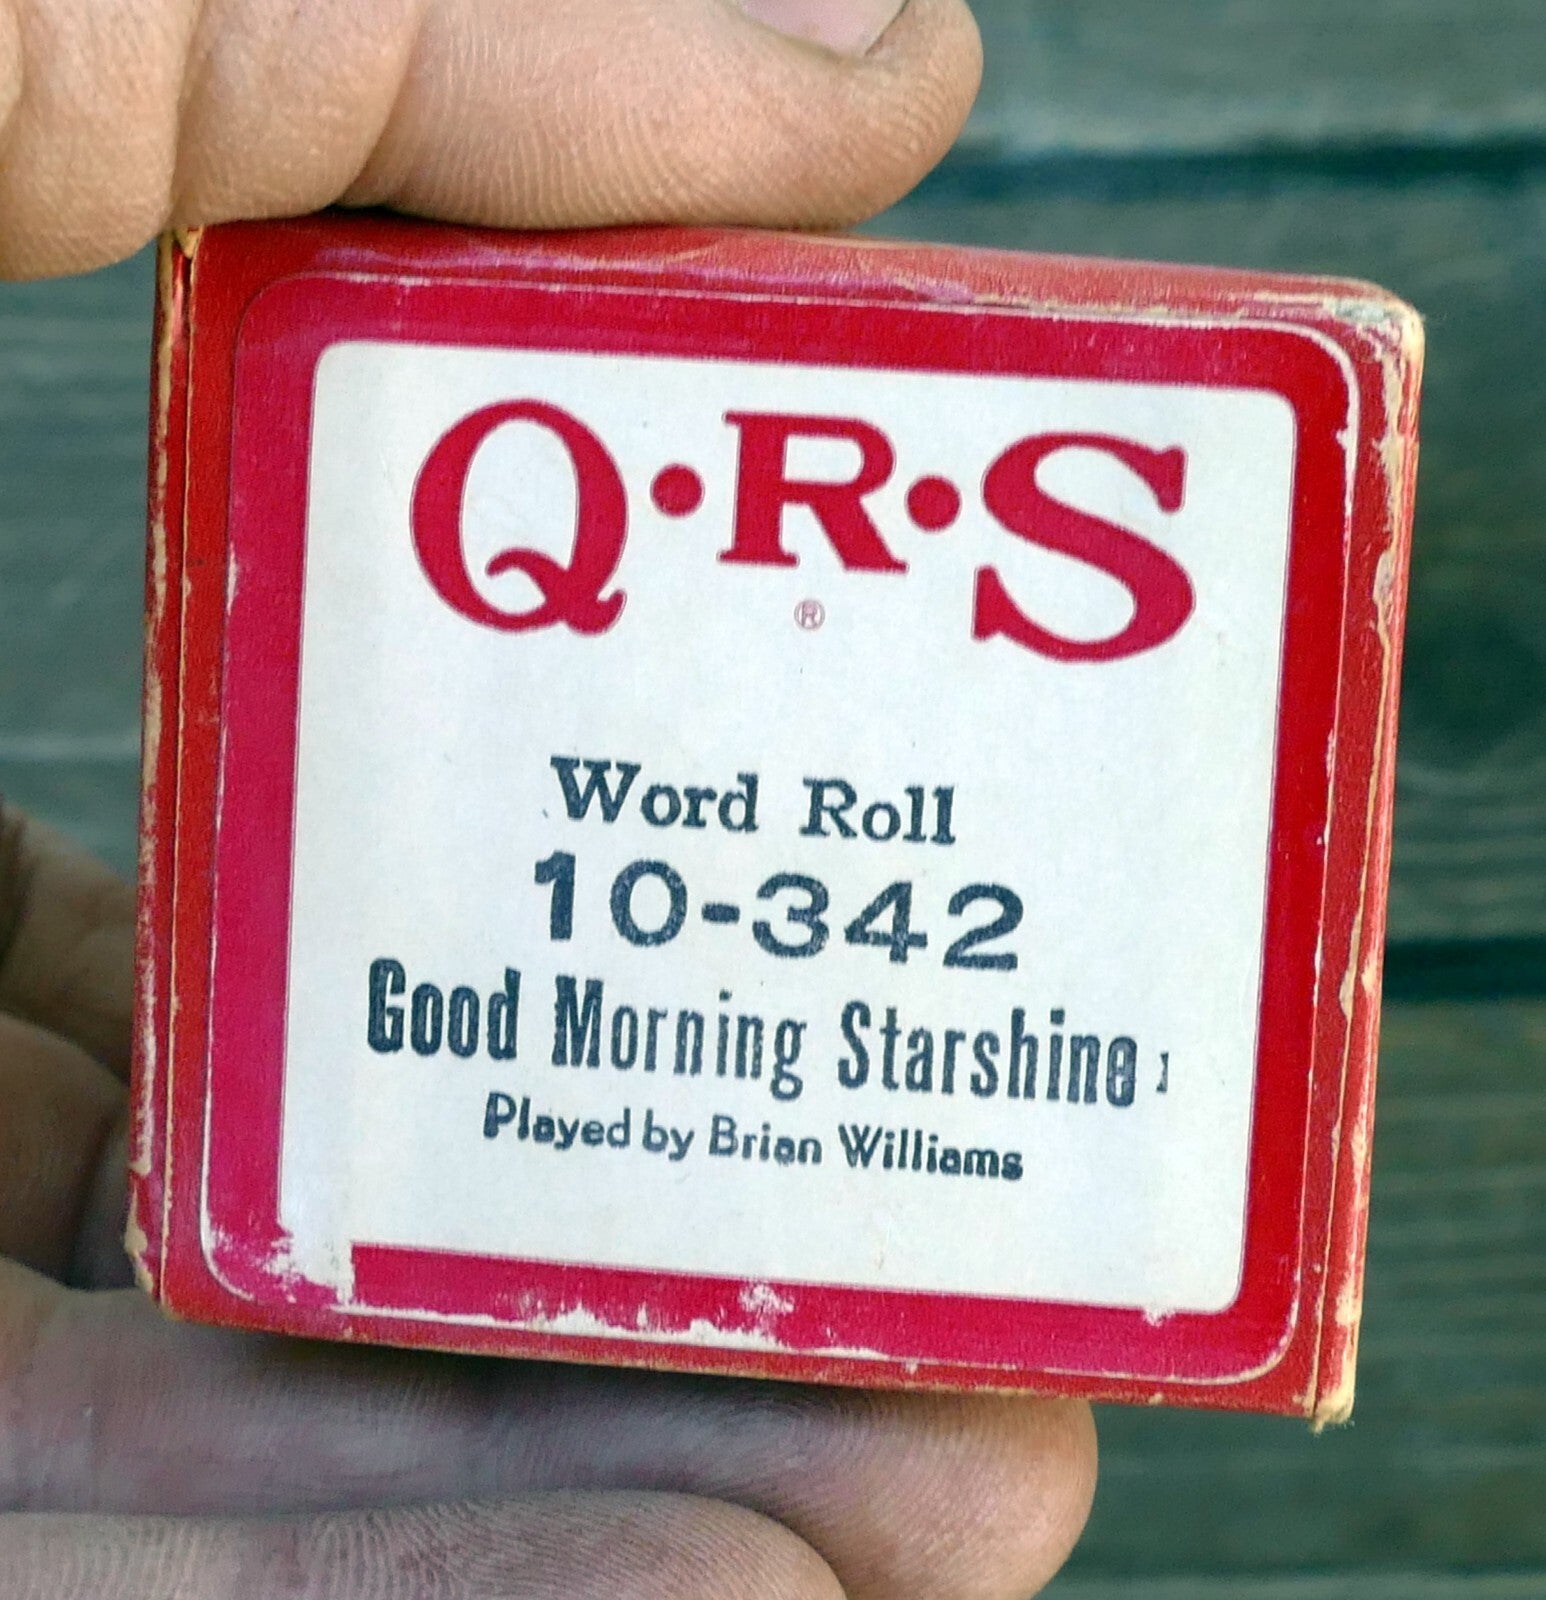 Q·R·S
®
Word Roll
10-342
Good Morning Starshine
Played by Brian Williams